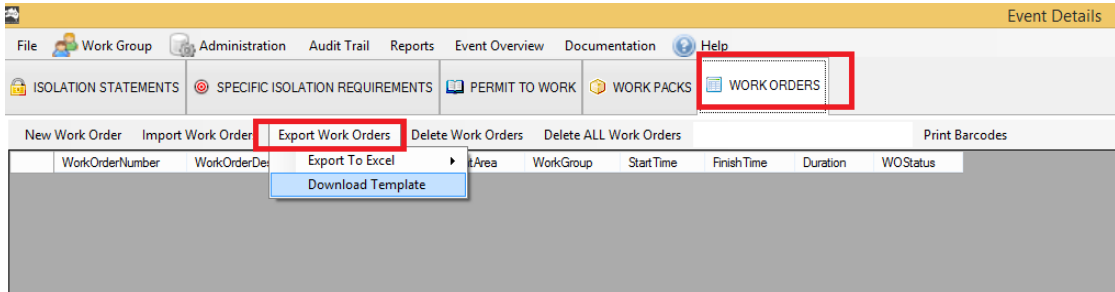 Event Details
File Work Group Administration Audit Trail Reports Event Overview Documentation Help
ISOLATION STATEMENTS SPECIFIC ISOLATION REQUIREMENTS PERMIT TO WORK WORK PACKS WORK ORDERS
New Work Order Import Work Order Export Work Orders Delete Work Orders Delete ALL Work Orders Print Barcodes
WorkOrderNumber WorkOrderDes tArea WorkGroup StartTime FinishTime Duration WOStatus
Export To Excel
Download Template